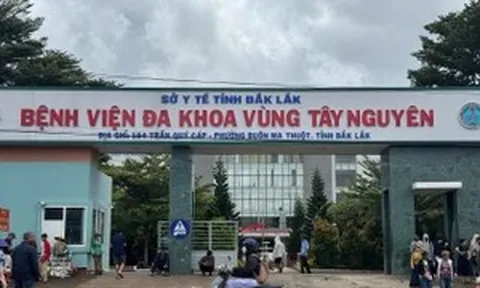 SỞ Y TẾ TỈNH ĐẮK LẮK
BỆNH VIỆN ĐA KHOA VÙNG TÂY NGUYÊN
ĐỊA CHỈ: 184 TRẦN QUÝ CÁP - PHƯỜNG BUÔN MA THUỘT, TỈNH ĐẮK LẮK